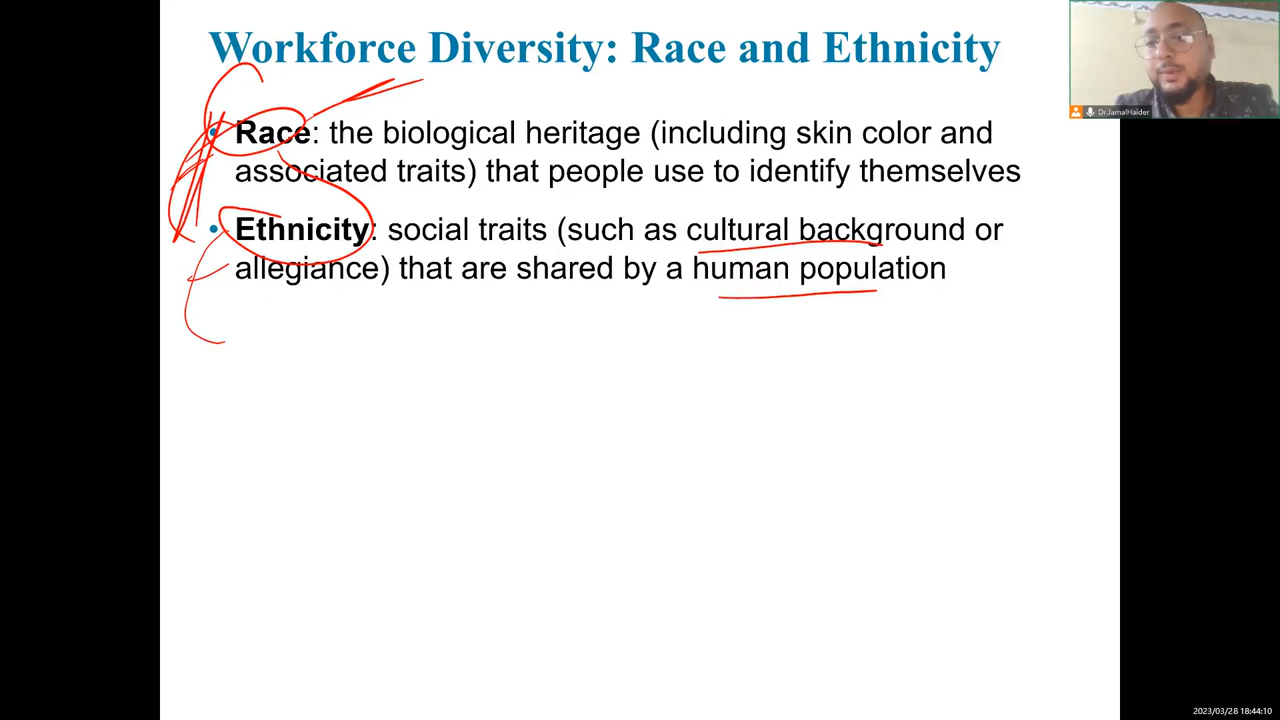 Workforce Diversity: Race and Ethnicity
Dr.JamalHaider
• Race: the biological heritage (including skin color and
associated traits) that people use to identify themselves
• Ethnicity: social traits (such as cultural background or
allegiance) that are shared by a human population
2023/03/28 18:44:10